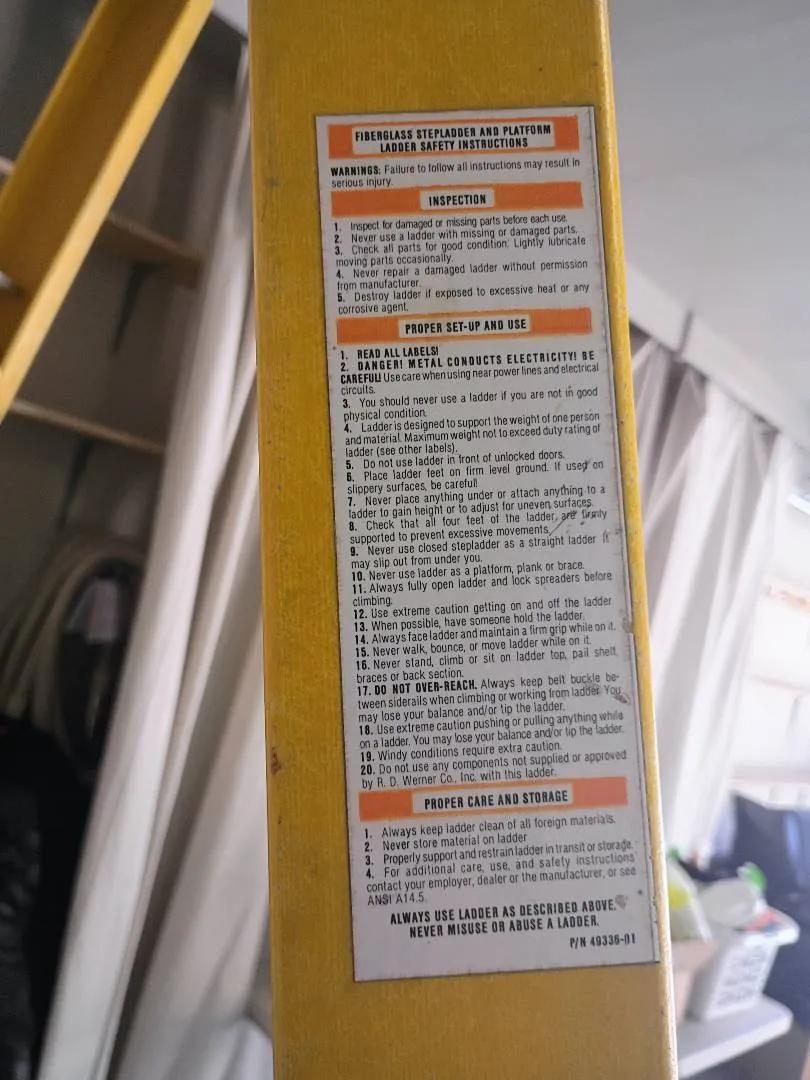 FIBERGLASS STEPLADDER AND PLATFORM
LADDER SAFETY INSTRUCTIONS
WARNINGS: Failure to follow all instructions may result in
serious injury.
INSPECTION
1. Inspect for damaged or missing parts before each use.
2. Never use a ladder with missing or damaged parts.
3. Check all parts for good condition. Lightly lubricate
moving parts occasionally.
4. Never repair a damaged ladder without permission
from manufacturer.
5. Destroy ladder if exposed to excessive heat or any
corrosive agent.
PROPER SET-UP AND USE
1. READ ALL LABELS!
2. DANGER! METAL CONDUCTS ELECTRICITY! BE
CAREFUL! Use care when using near power lines and electrical
circuits.
3. You should never use a ladder if you are not in good
physical condition.
4. Ladder is designed to support the weight of one person
and material. Maximum weight not to exceed duty rating of
ladder (see other labels).
5. Do not use ladder in front of unlocked doors.
6. Place ladder feet on firm level ground. If used on
slippery surfaces, be careful!
7. Never place anything under or attach anything to a
ladder to gain height or to adjust for uneven surfaces.
8. Check that all four feet of the ladder, are firmly
supported to prevent excessive movements.
9. Never use closed stepladder as a straight ladder It
may slip out from under you.
10. Never use ladder as a platform, plank or brace.
11. Always fully open ladder and lock spreaders before
climbing.
12. Use extreme caution getting on and off the ladder
13. When possible, have someone hold the ladder.
14. Always face ladder and maintain a firm grip while on it.
15. Never walk, bounce, or move ladder while on it.
16. Never stand, climb or sit on ladder top, pail shelf,
braces or back section.
17. DO NOT OVER-REACH. Always keep belt buckle be-
tween siderails when climbing or working from ladder. You
may lose your balance and/or tip the ladder.
18. Use extreme caution pushing or pulling anything while
on a ladder. You may lose your balance and/or tip the ladder.
19. Windy conditions require extra caution.
20. Do not use any components not supplied or approved
by R. D. Werner Co., Inc. with this ladder.
PROPER CARE AND STORAGE
1. Always keep ladder clean of all foreign materials.
2. Never store material on ladder
3. Properly support and restrain ladder in transit or storage.
4. For additional care, use, and safety instructions
contact your employer, dealer or the manufacturer, or see
ANSI A14.5.
ALWAYS USE LADDER AS DESCRIBED ABOVE.
NEVER MISUSE OR ABUSE A LADDER.
P/N 49336-01